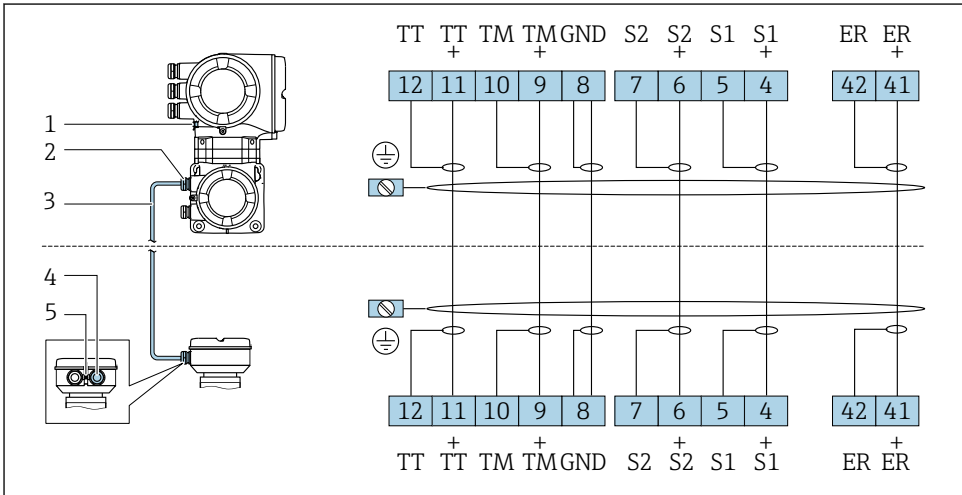 TT TT TM TM GND S2 S2 S1 S1 ER ER
+ + + + +
12 11 10 9 8 7 6 5 4 42 41
1
2
3
4
5
12 11 10 9 8 7 6 5 4 42 41
+ + + + +
TT TT TM TM GND S2 S2 S1 S1 ER ER